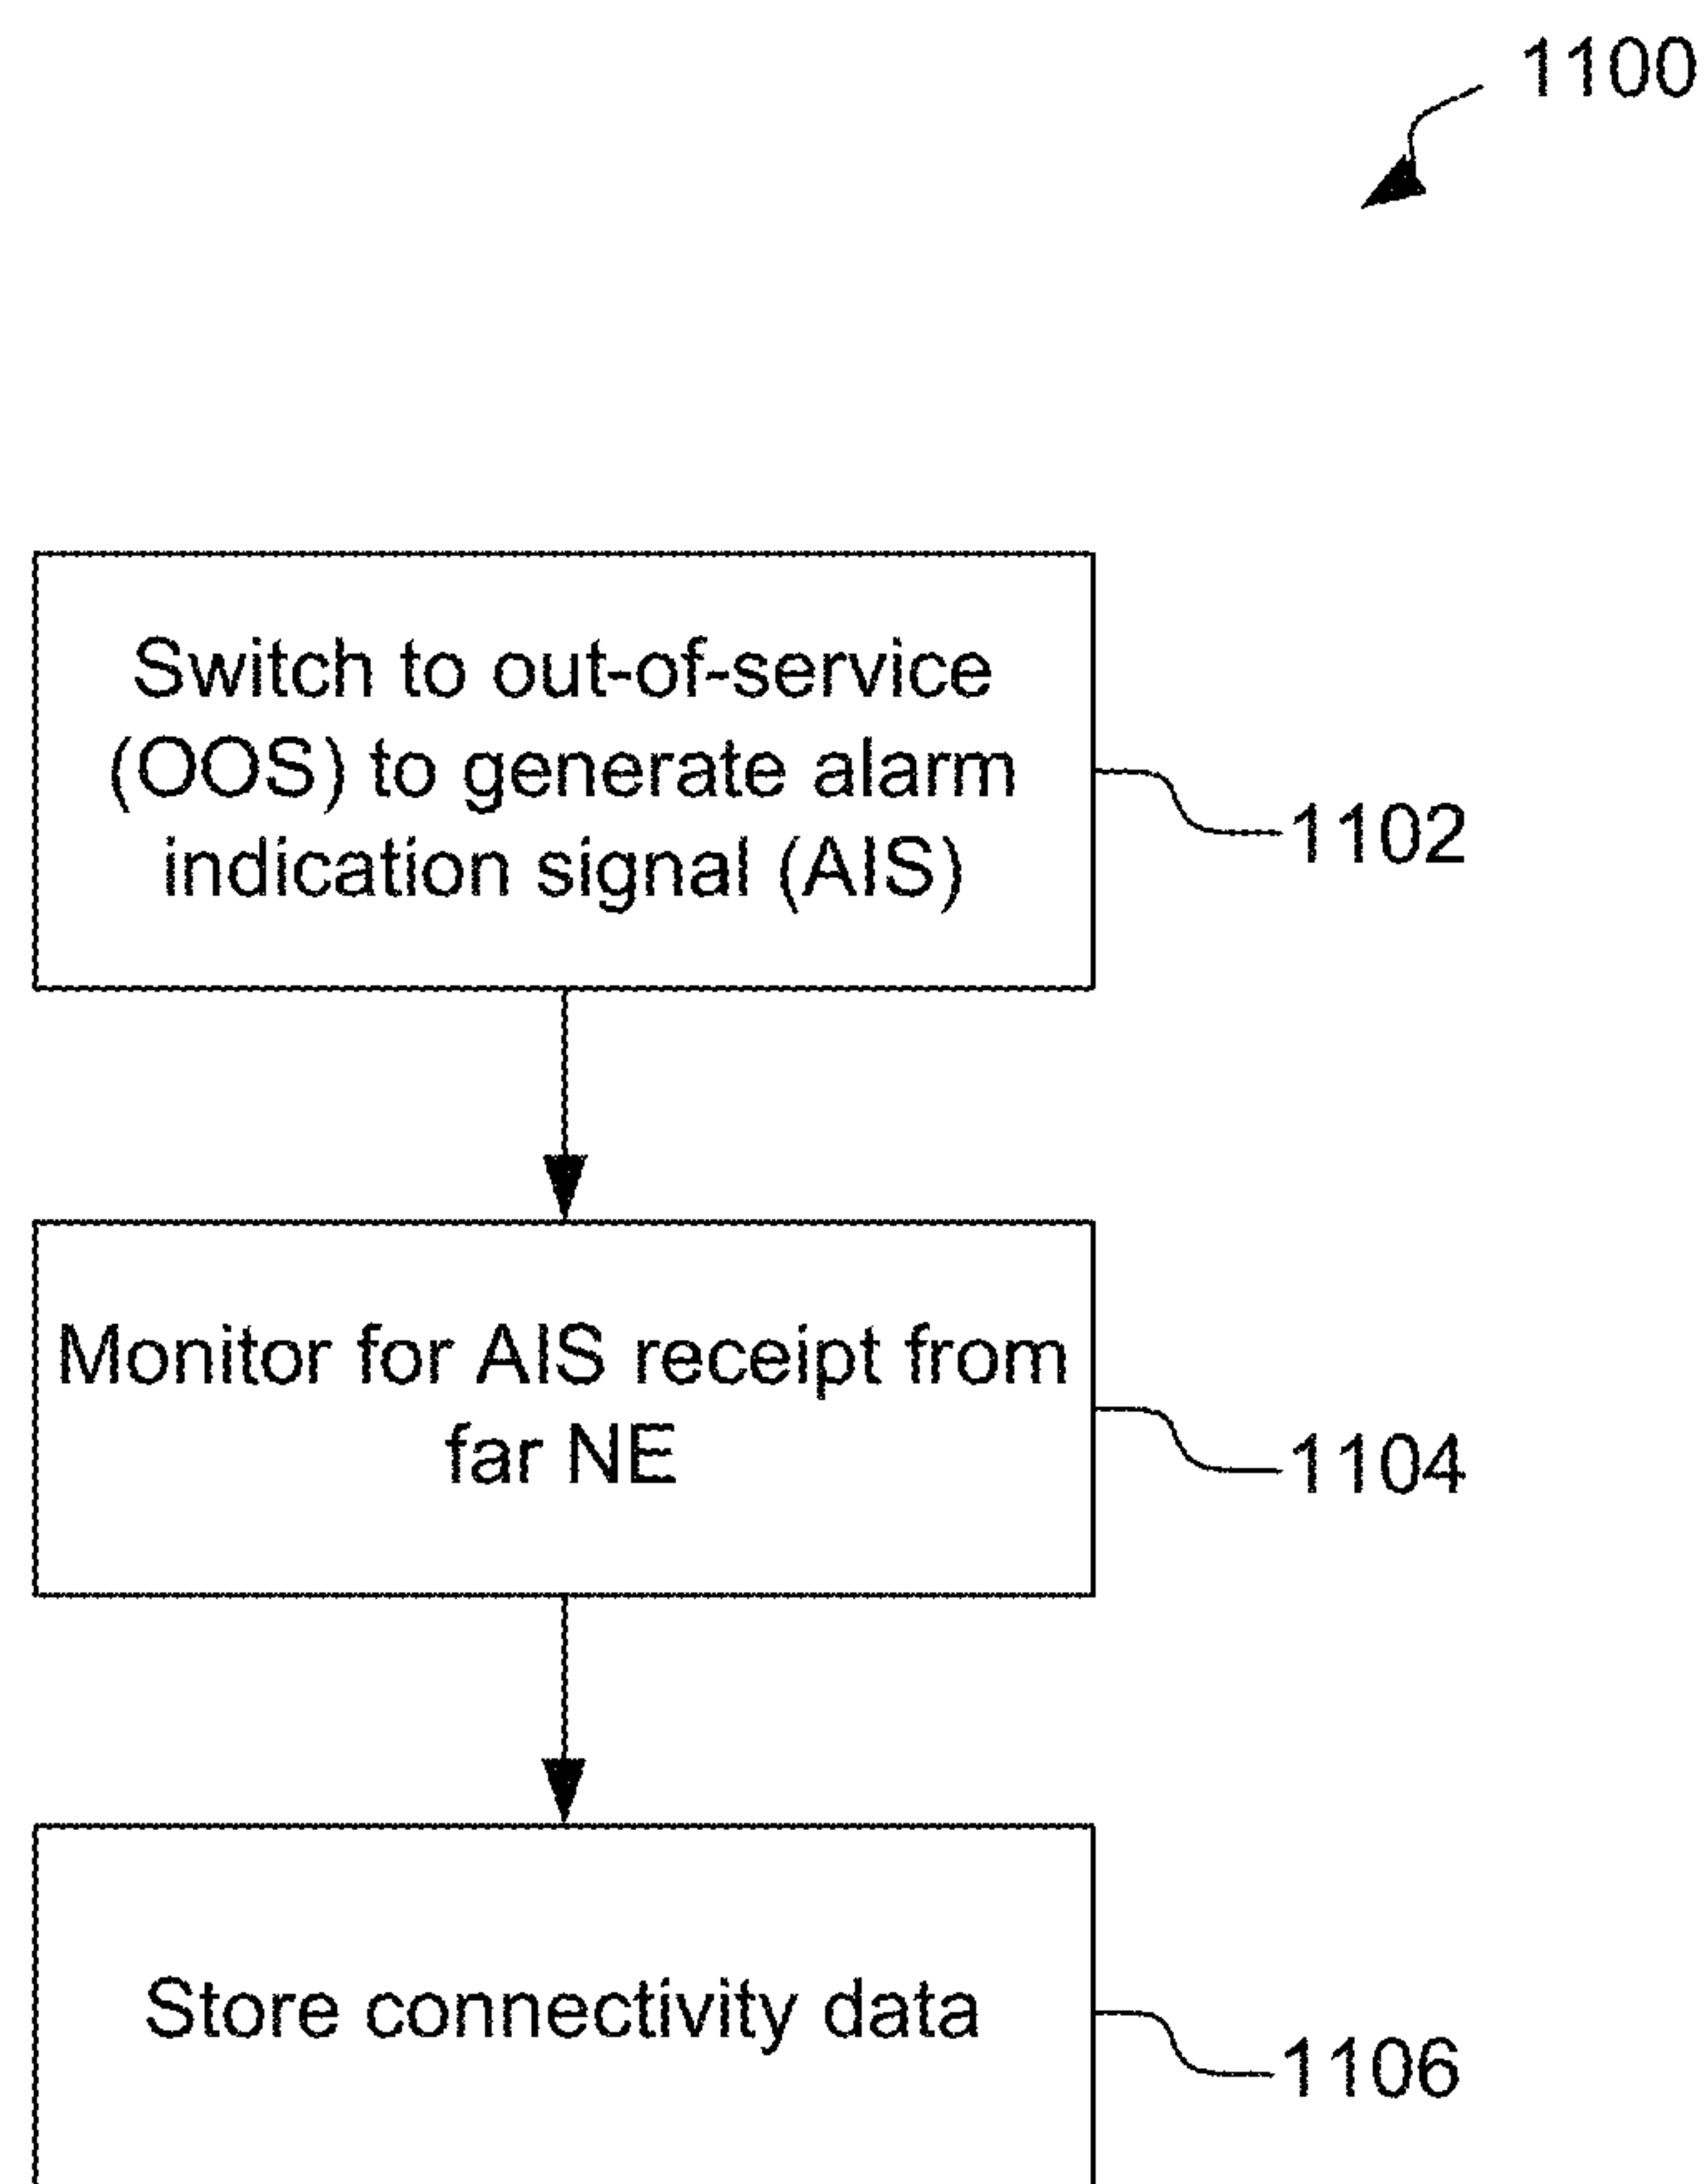 1100
Switch to out-of-service
(OOS) to generate alarm
indication signal (AIS)
1102
Monitor for AIS receipt from
far NE
1104
Store connectivity data
1106